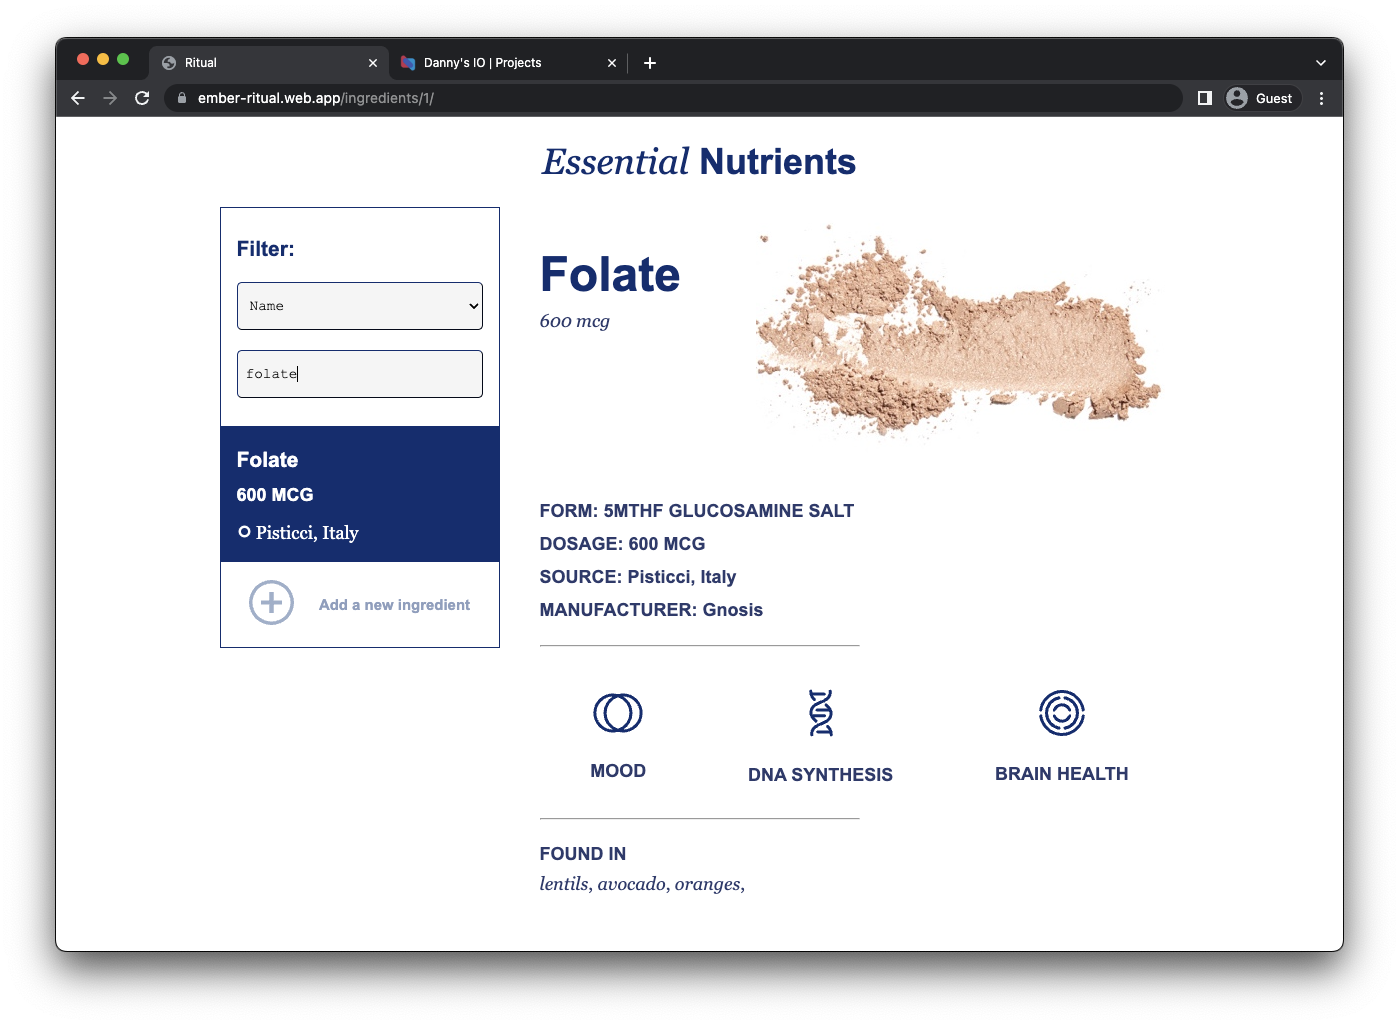 Ritual
Danny's IO | Projects
ember-ritual.web.app/ingredients/1/
Guest
Essential Nutrients
Filter:
Name
folate
Folate
600 MCG
Pisticci, Italy
Add a new ingredient
Folate
600 mcg
FORM: 5MTHF GLUCOSAMINE SALT
DOSAGE: 600 MCG
SOURCE: Pisticci, Italy
MANUFACTURER: Gnosis
MOOD
DNA SYNTHESIS
BRAIN HEALTH
FOUND IN
lentils, avocado, oranges,